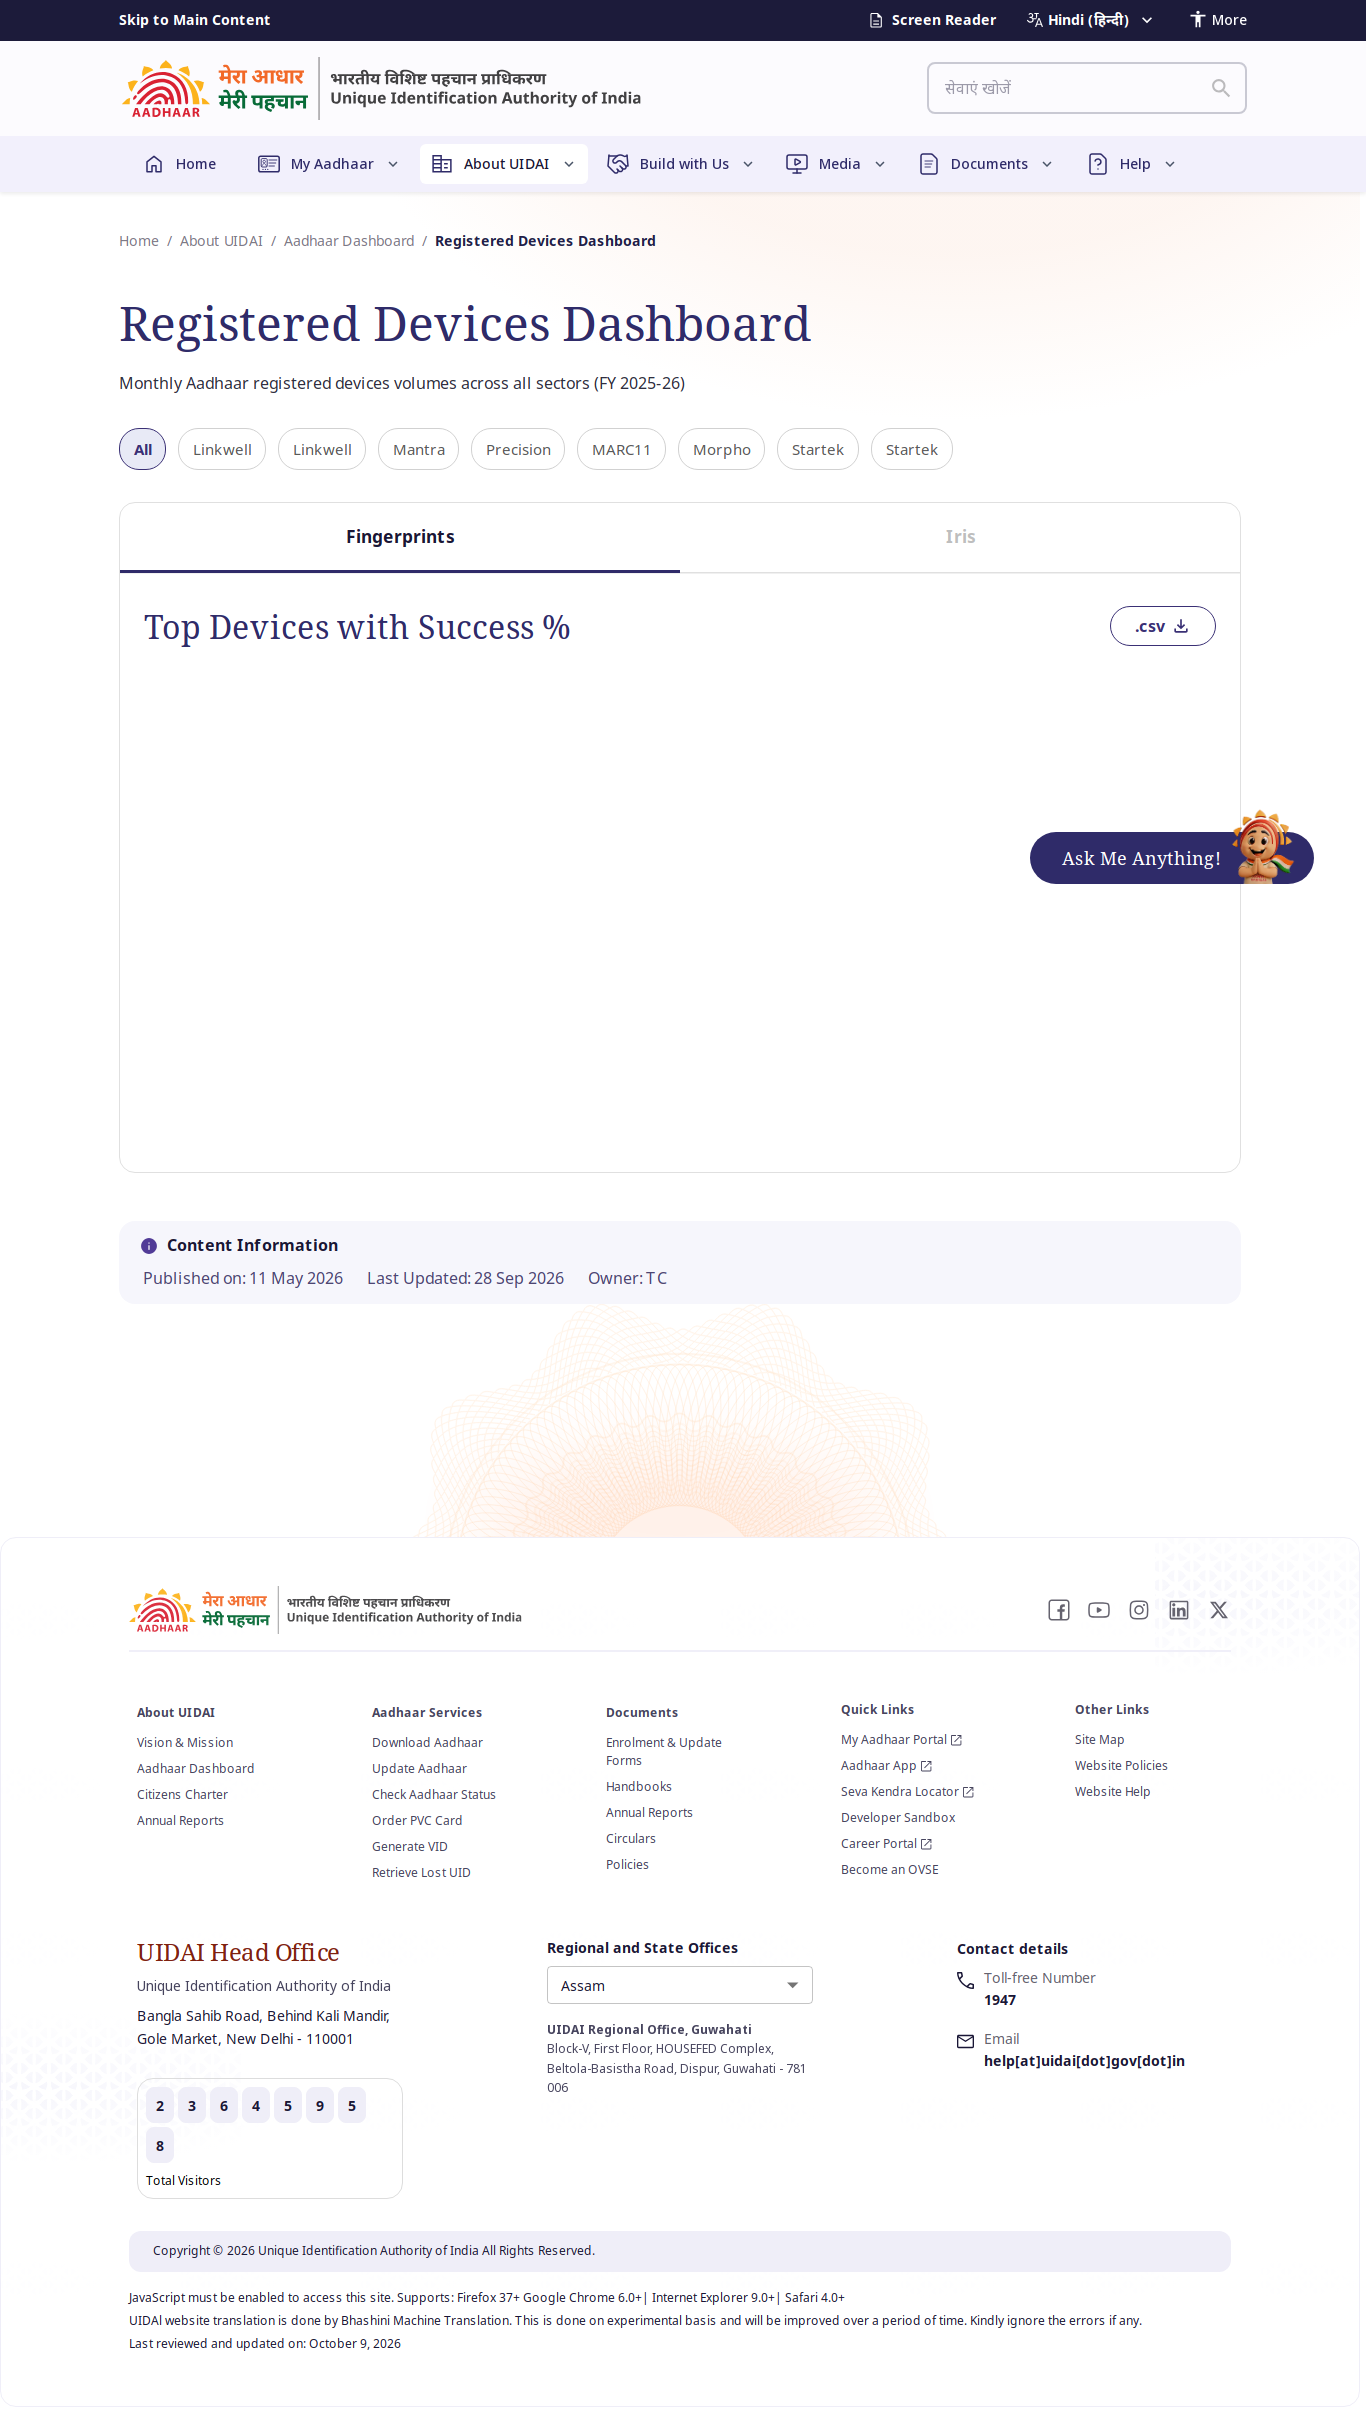 Skip to Main Content
Screen Reader
Hindi (हिन्दी)
More
AADHAAR
मेरा आधार
मेरी पहचान
भारतीय विशिष्ट पहचान प्राधिकरण
Unique Identification Authority of India
सेवाएं खोजें
Home
My Aadhaar
About UIDAI
Build with Us
Media
Documents
Help
Home / About UIDAI / Aadhaar Dashboard / Registered Devices Dashboard
Registered Devices Dashboard
Monthly Aadhaar registered devices volumes across all sectors (FY 2025-26)
All
Linkwell
Linkwell
Mantra
Precision
MARC11
Morpho
Startek
Startek
Fingerprints
Iris
Top Devices with Success %
.csv
Ask Me Anything!
Content Information
Published on: 11 May 2026
Last Updated: 28 Sep 2026
Owner: TC
AADHAAR
मेरा आधार
मेरी पहचान
भारतीय विशिष्ट पहचान प्राधिकरण
Unique Identification Authority of India
About UIDAI
Vision & Mission
Aadhaar Dashboard
Citizens Charter
Annual Reports
Aadhaar Services
Download Aadhaar
Update Aadhaar
Check Aadhaar Status
Order PVC Card
Generate VID
Retrieve Lost UID
Documents
Enrolment & Update
Forms
Handbooks
Annual Reports
Circulars
Policies
Quick Links
My Aadhaar Portal
Aadhaar App
Seva Kendra Locator
Developer Sandbox
Career Portal
Become an OVSE
Other Links
Site Map
Website Policies
Website Help
UIDAI Head Office
Unique Identification Authority of India
Bangla Sahib Road, Behind Kali Mandir,
Gole Market, New Delhi - 110001
2 3 6 4 5 9 5
8
Total Visitors
Regional and State Offices
Assam
UIDAI Regional Office, Guwahati
Block-V, First Floor, HOUSEFED Complex,
Beltola-Basistha Road, Dispur, Guwahati - 781
006
Contact details
Toll-free Number
1947
Email
help[at]uidai[dot]gov[dot]in
Copyright © 2026 Unique Identification Authority of India All Rights Reserved.
JavaScript must be enabled to access this site. Supports: Firefox 37+ Google Chrome 6.0+| Internet Explorer 9.0+| Safari 4.0+
UIDAl website translation is done by Bhashini Machine Translation. This is done on experimental basis and will be improved over a period of time. Kindly ignore the errors if any.
Last reviewed and updated on: October 9, 2026